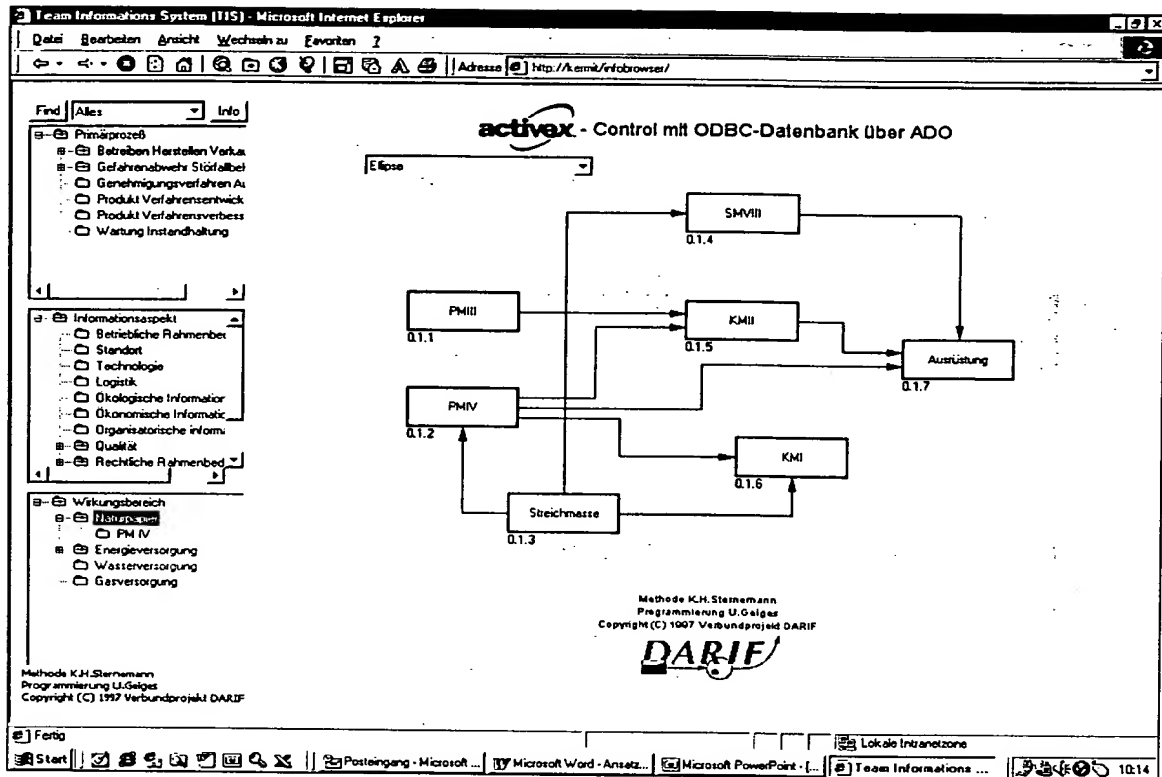 Team Informations System (TIS) - Microsoft Internet Explorer
Datei Bearbeiten Ansicht Wechseln zu Favoriten ?
Adresse http://kermit/infobrowser/
Find Alles Info
Primärprozeß
Betreiben Herstellen Verkau
Gefahrenabwehr Störfallbet
Genehmigungsverfahren Au
Produkt Verfahrensentwick
Produkt Verfahrensverbess
Wartung Instandhaltung
Informationsaspekt
Betriebliche Rahmenbec
Standort
Technologie
Logistik
Ökologische Information
Ökonomische Informatic
Organisatorische informa
Qualität
Rechtliche Rahmenbed
Wirkungsbereich
PM IV
Energieversorgung
Wasserversorgung
Gasversorgung
Methode K.H.Sternemann
Programmierung U.Geiges
Copyright (C) 1997 Verbundprojekt DARIF
activex - Control mit ODBC-Datenbank über ADO
Ellipse
SMVIII
0.1.4
PMIII
0.1.1
KMII
0.1.5
Ausrüstung
0.1.7
PMIV
0.1.2
KMI
0.1.6
Streichmasse
0.1.3
Methode K.H.Sternemann
Programmierung U.Geiges
Copyright (C) 1997 Verbundprojekt DARIF
DARIF
Fertig
Lokale Intranetzone
Start
Posteingang - Microsoft ...
Microsoft Word - Ansatz...
Microsoft PowerPoint - [...
Team Informations ...
10:14